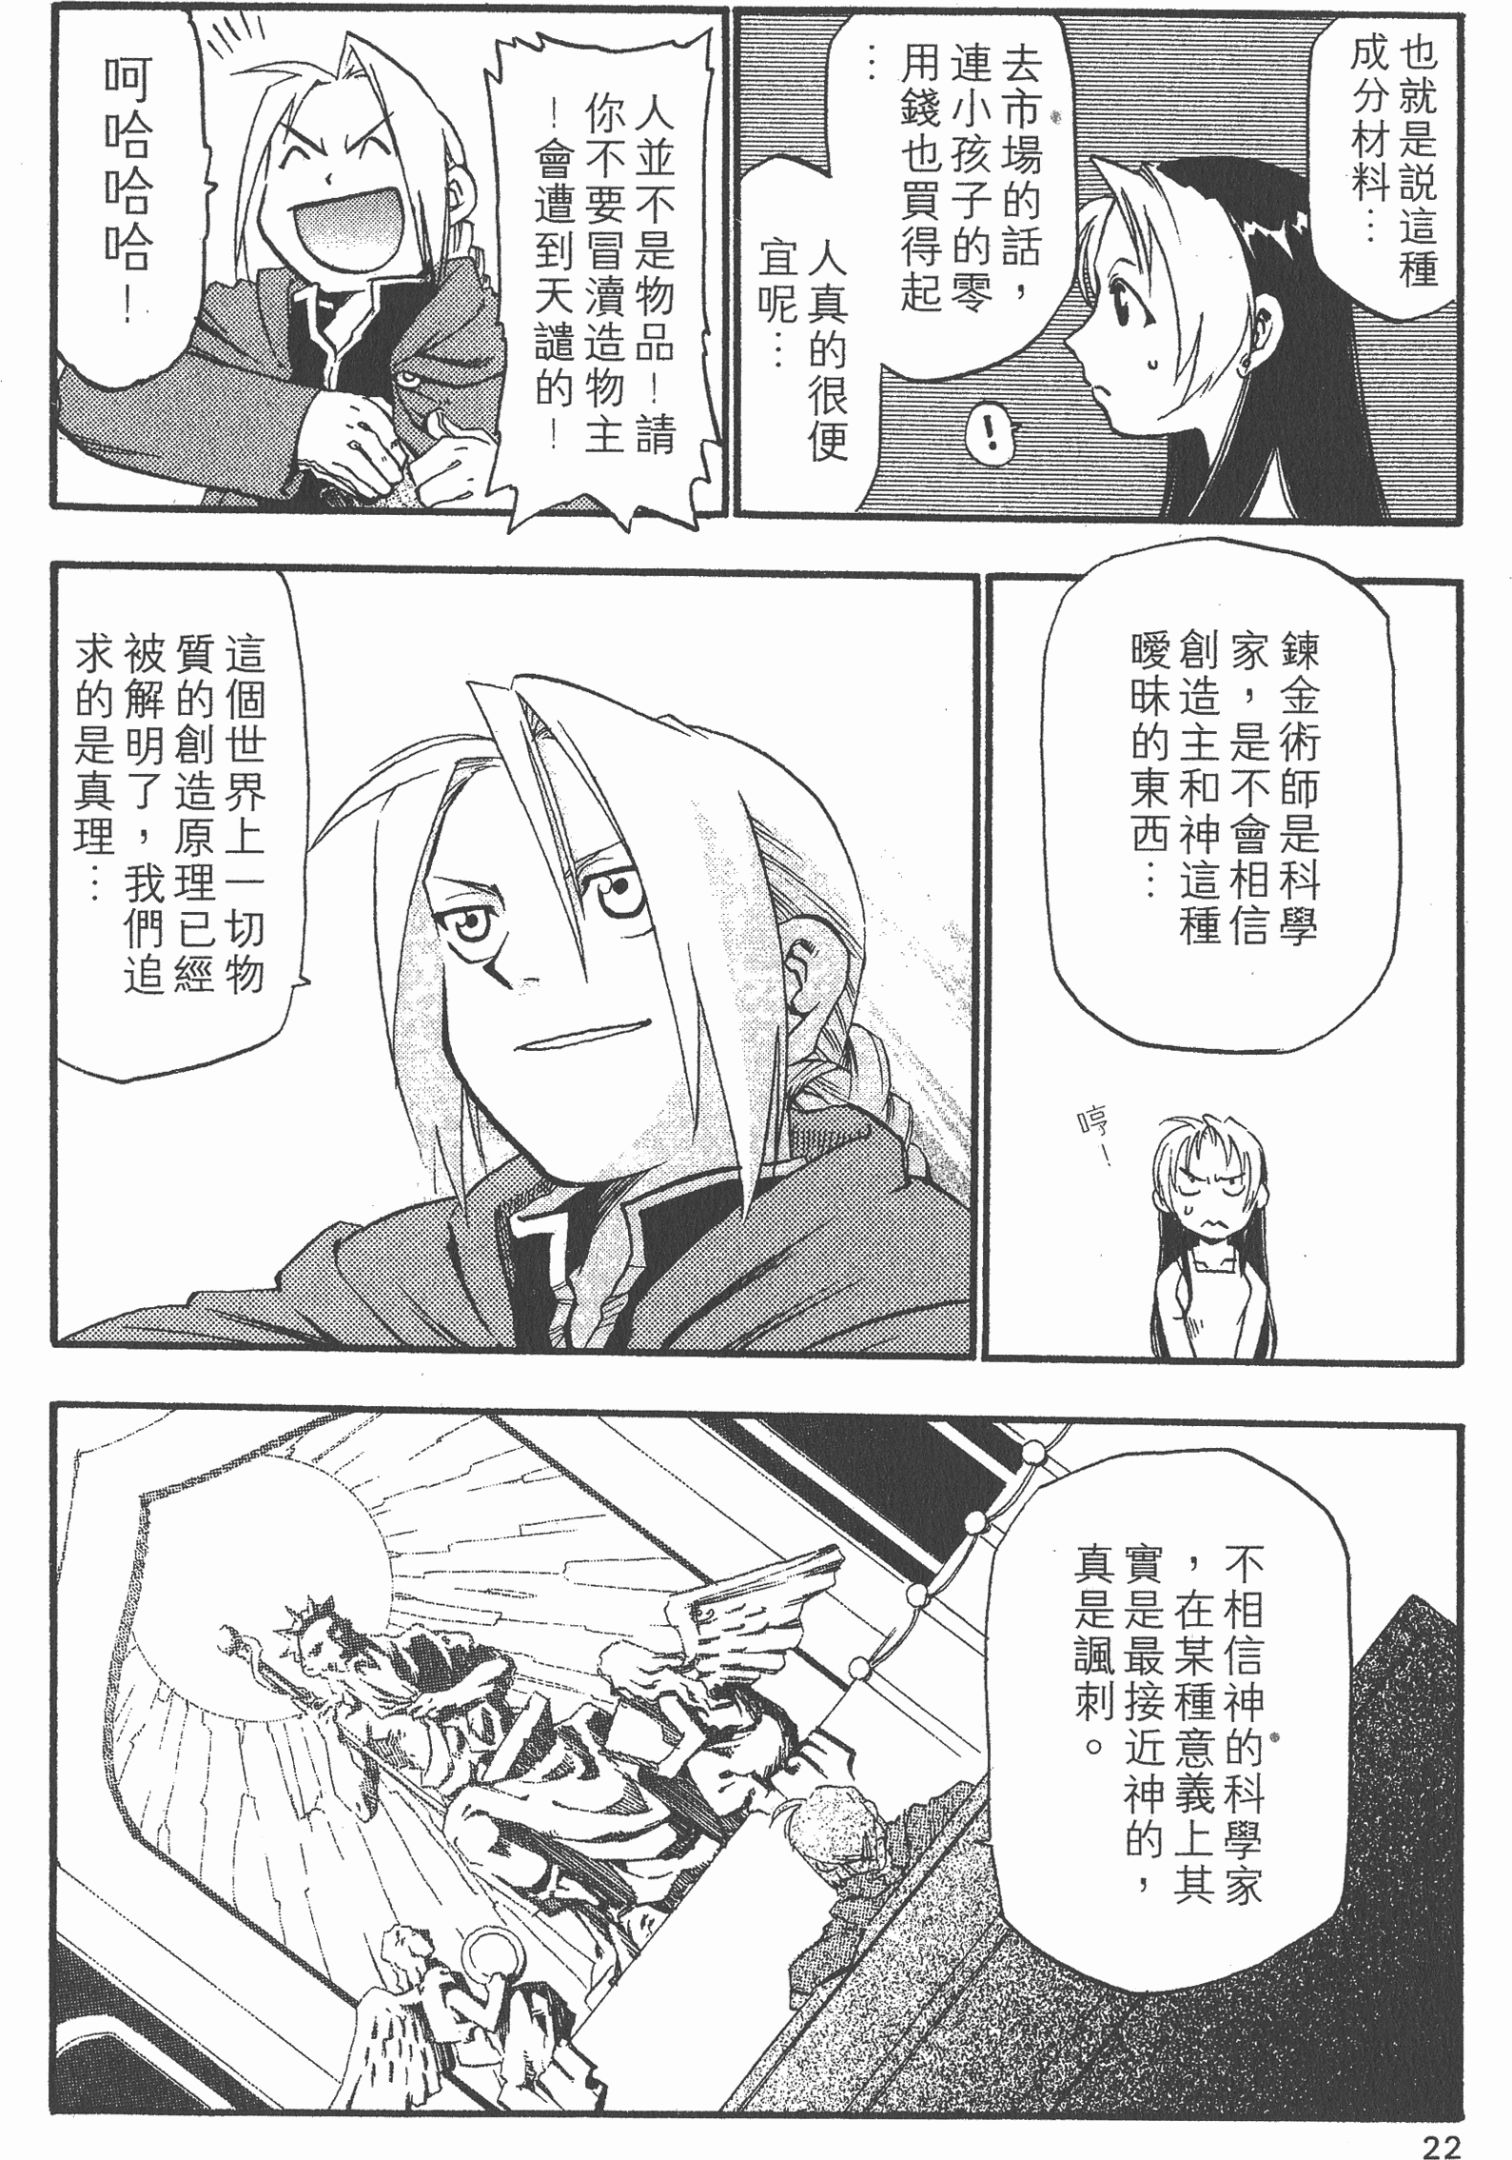 也就是説這種
成分材料…
去市場的話，
連小孩子的零
用錢也買得起
…
人真的很便
宜呢…
！
人並不是物品！請
你不要冒瀆造物主
！會遭到天譴的！
呵哈哈哈！
鍊金術師是科學
家，是不會相信
創造主和神這種
曖昧的東西…
哼！
這個世界上一切物
質的創造原理已經
被解明了，我們追
求的是真理…
不相信神的科學家
，在某種意義上其
實是最接近神的，
真是諷刺。
22